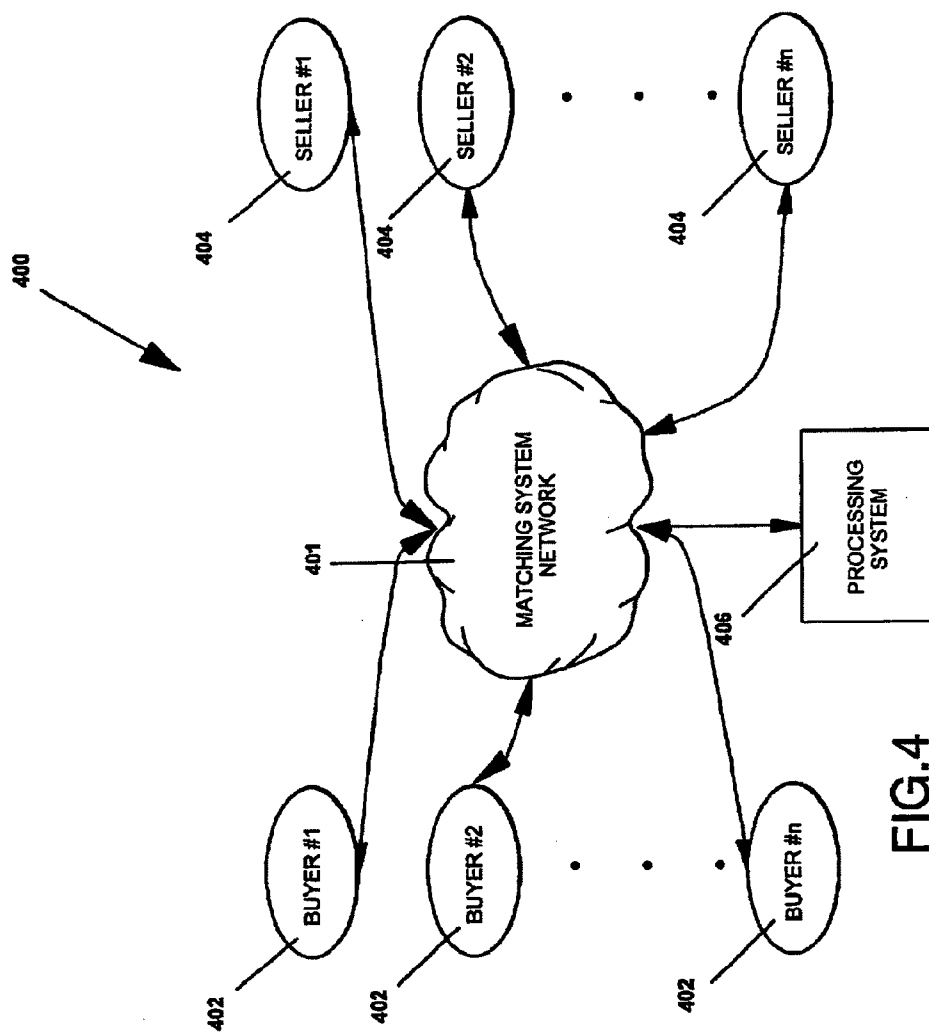 400
404
SELLER #1
404
SELLER #2
404
SELLER #n
401
MATCHING SYSTEM
NETWORK
406
PROCESSING
SYSTEM
BUYER #1
402
BUYER #2
402
BUYER #n
402
FIG.4